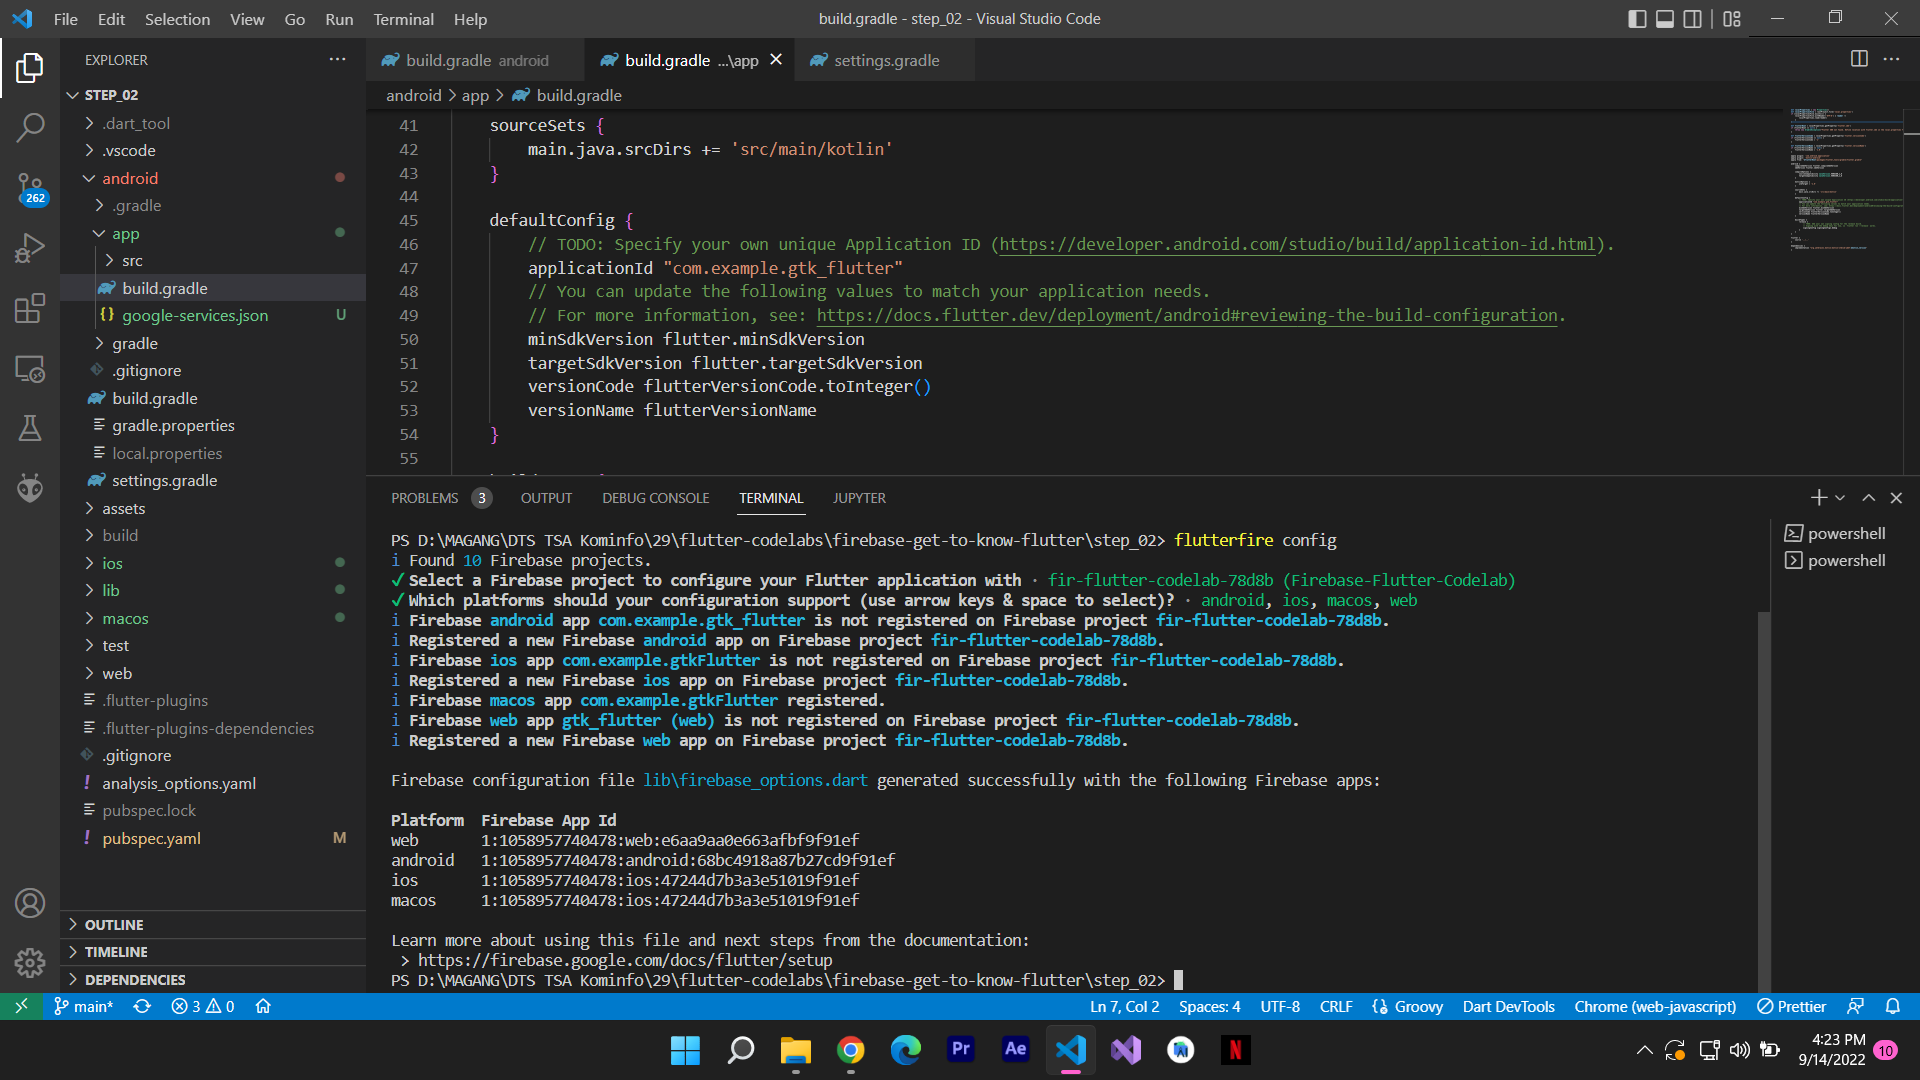 File Edit Selection View Go Run Terminal Help
build.gradle - step_02 - Visual Studio Code
EXPLORER
STEP_02
.dart_tool
.vscode
android
.gradle
app
src
build.gradle
google-services.json U
gradle
.gitignore
build.gradle
gradle.properties
local.properties
settings.gradle
assets
build
ios
lib
macos
test
web
.flutter-plugins
.flutter-plugins-dependencies
.gitignore
analysis_options.yaml
pubspec.lock
pubspec.yaml M
OUTLINE
TIMELINE
DEPENDENCIES
262
build.gradle android
build.gradle ...\app
settings.gradle
android > app > build.gradle
41 sourceSets {
42 main.java.srcDirs += 'src/main/kotlin'
43 }
44
45 defaultConfig {
46 // TODO: Specify your own unique Application ID (https://developer.android.com/studio/build/application-id.html).
47 applicationId "com.example.gtk_flutter"
48 // You can update the following values to match your application needs.
49 // For more information, see: https://docs.flutter.dev/deployment/android#reviewing-the-build-configuration.
50 minSdkVersion flutter.minSdkVersion
51 targetSdkVersion flutter.targetSdkVersion
52 versionCode flutterVersionCode.toInteger()
53 versionName flutterVersionName
54 }
55
PROBLEMS 3 OUTPUT DEBUG CONSOLE TERMINAL JUPYTER
powershell
powershell
PS D:\MAGANG\DTS TSA Kominfo\29\flutter-codelabs\firebase-get-to-know-flutter\step_02> flutterfire config
i Found 10 Firebase projects.
✓ Select a Firebase project to configure your Flutter application with · fir-flutter-codelab-78d8b (Firebase-Flutter-Codelab)
✓ Which platforms should your configuration support (use arrow keys & space to select)? · android, ios, macos, web
i Firebase android app com.example.gtk_flutter is not registered on Firebase project fir-flutter-codelab-78d8b.
i Registered a new Firebase android app on Firebase project fir-flutter-codelab-78d8b.
i Firebase ios app com.example.gtkFlutter is not registered on Firebase project fir-flutter-codelab-78d8b.
i Registered a new Firebase ios app on Firebase project fir-flutter-codelab-78d8b.
i Firebase macos app com.example.gtkFlutter registered.
i Firebase web app gtk_flutter (web) is not registered on Firebase project fir-flutter-codelab-78d8b.
i Registered a new Firebase web app on Firebase project fir-flutter-codelab-78d8b.
Firebase configuration file lib\firebase_options.dart generated successfully with the following Firebase apps:
Platform Firebase App Id
web 1:1058957740478:web:e6aa9aa0e663afbf9f91ef
android 1:1058957740478:android:68bc4918a87b27cd9f91ef
ios 1:1058957740478:ios:47244d7b3a3e51019f91ef
macos 1:1058957740478:ios:47244d7b3a3e51019f91ef
Learn more about using this file and next steps from the documentation:
> https://firebase.google.com/docs/flutter/setup
PS D:\MAGANG\DTS TSA Kominfo\29\flutter-codelabs\firebase-get-to-know-flutter\step_02>
main* 3 0 Ln 7, Col 2 Spaces: 4 UTF-8 CRLF Groovy Dart DevTools Chrome (web-javascript) Prettier
Pr Ae N
4:23 PM
9/14/2022
10